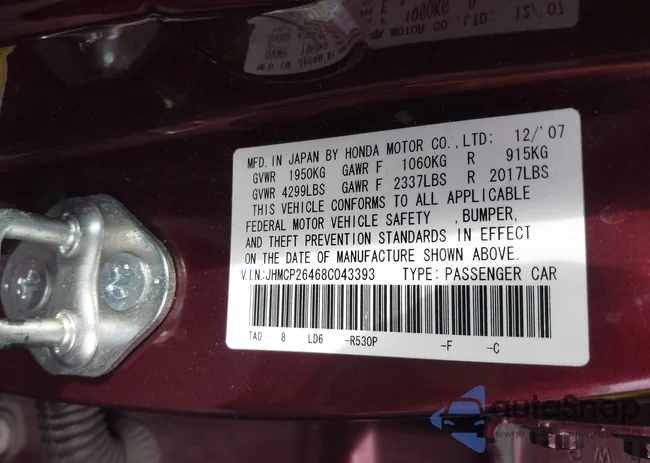 MFD. IN JAPAN BY HONDA MOTOR CO.,LTD; 12/'07
GVWR 1950KG GAWR F 1060KG R 915KG
GVWR 4299LBS GAWR F 2337LBS R 2017LBS
THIS VEHICLE CONFORMS TO ALL APPLICABLE
FEDERAL MOTOR VEHICLE SAFETY ,BUMPER,
AND THEFT PREVENTION STANDARDS IN EFFECT
ON THE DATE OF MANUFACTURE SHOWN ABOVE.
V.I.N.:JHMCP26468C043393 TYPE: PASSENGER CAR
TA0 8 LD6 -R530P -F -C
autoSnap